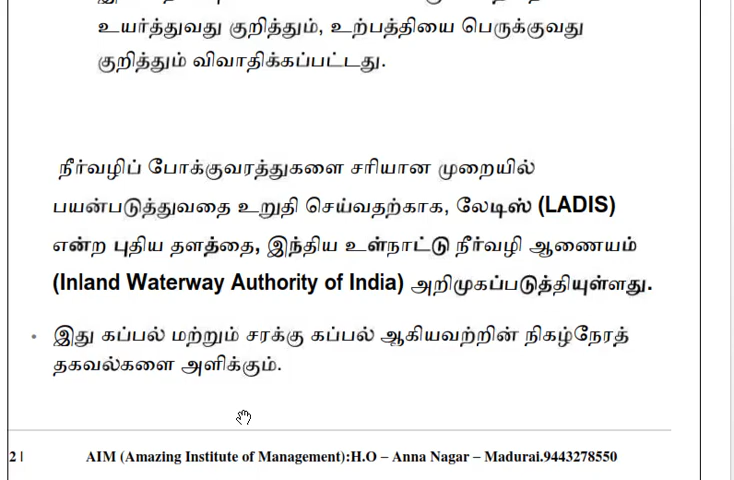 உயர்த்துவது குறித்தும், உற்பத்தியை பெருக்குவது
குறித்தும் விவாதிக்கப்பட்டது.
நீர்வழிப் போக்குவரத்துகளை சரியான முறையில்
பயன்படுத்துவதை உறுதி செய்வதற்காக, லேடிஸ் (LADIS)
என்ற புதிய தளத்தை, இந்திய உள்நாட்டு நீர்வழி ஆணையம்
(Inland Waterway Authority of India) அறிமுகப்படுத்தியுள்ளது.
• இது கப்பல் மற்றும் சரக்கு கப்பல் ஆகியவற்றின் நிகழ்நேரத்
தகவல்களை அளிக்கும்.
2 | AIM (Amazing Institute of Management):H.O – Anna Nagar – Madurai.9443278550